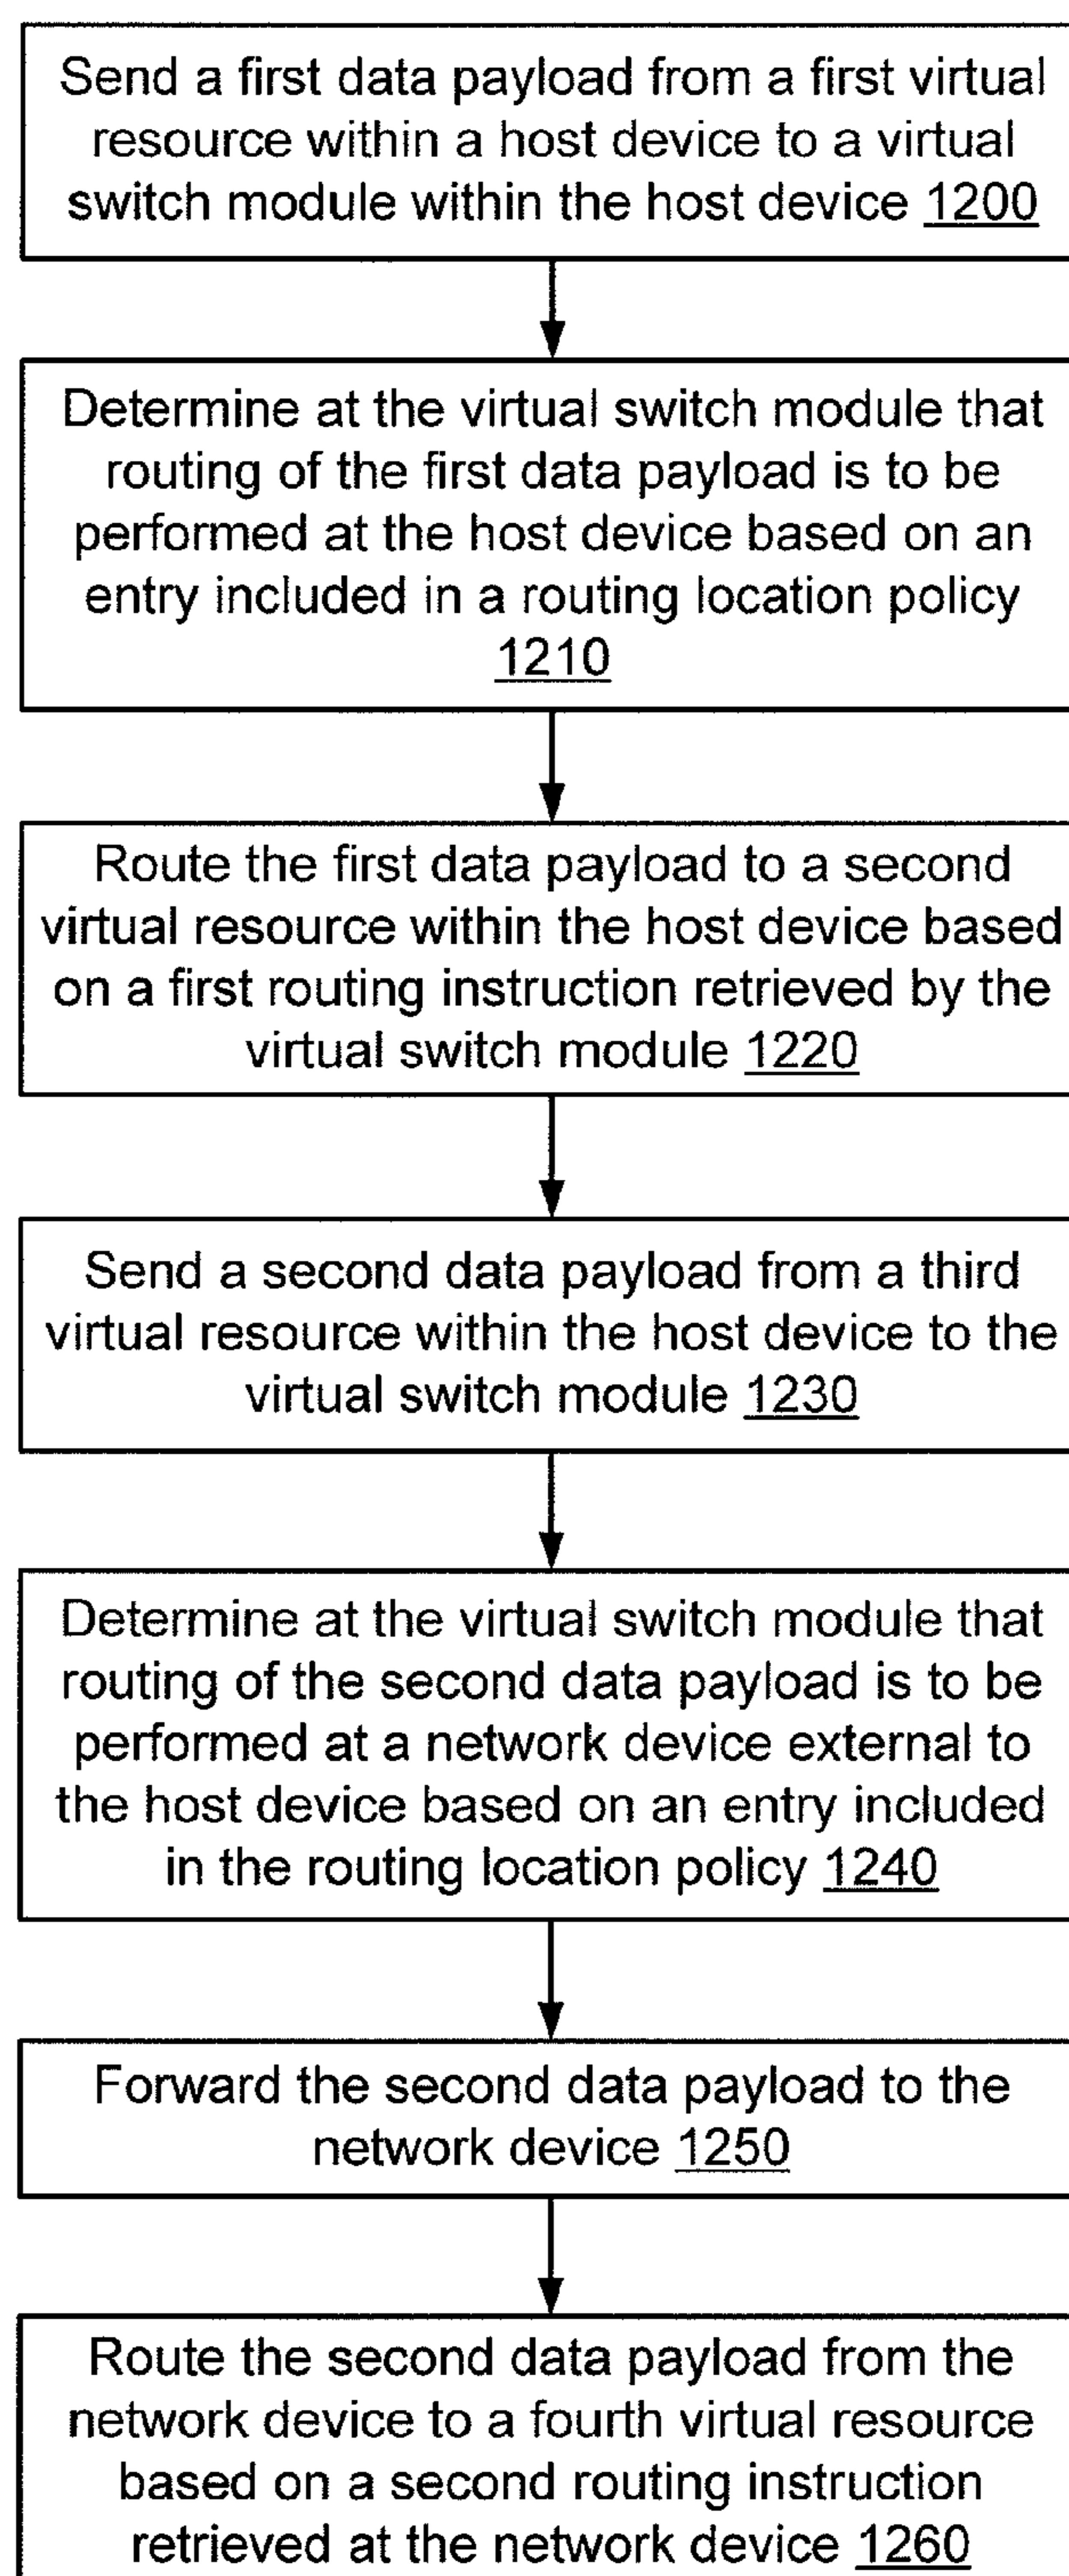 Send a first data payload from a first virtual
resource within a host device to a virtual
switch module within the host device 1200
Determine at the virtual switch module that
routing of the first data payload is to be
performed at the host device based on an
entry included in a routing location policy
1210
Route the first data payload to a second
virtual resource within the host device based
on a first routing instruction retrieved by the
virtual switch module 1220
Send a second data payload from a third
virtual resource within the host device to the
virtual switch module 1230
Determine at the virtual switch module that
routing of the second data payload is to be
performed at a network device external to
the host device based on an entry included
in the routing location policy 1240
Forward the second data payload to the
network device 1250
Route the second data payload from the
network device to a fourth virtual resource
based on a second routing instruction
retrieved at the network device 1260